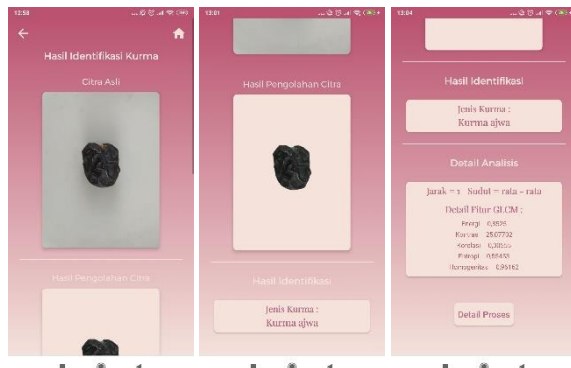 12:58
Hasil Identifikasi Kurma
Citra Asli
Hasil Pengolahan Citra
13:01
Hasil Pengolahan Citra
Hasil Identifikasi
Jenis Kurma :
Kurma ajwa
13:04
Hasil Identifikasi
Jenis Kurma :
Kurma ajwa
Detail Analisis
Jarak = 1 Sudut = rata - rata
Detail Fitur GLCM :
Energi
Kontras
Korelasi
Entropi
Homogenitas 0,96162
Detail Proses